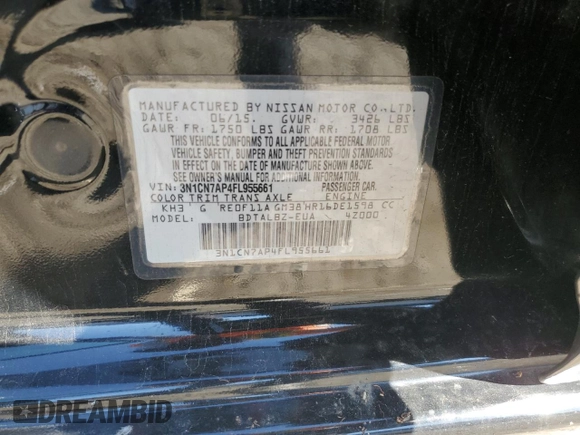 MANUFACTURED BY NISSAN MOTOR CO.,LTD.
DATE: 06/15. GVWR: 3426 LBS
GAWR FR: 1750 LBS GAWR RR: 1708 LBS
THIS VEHICLE CONFORMS TO ALL APPLICABLE FEDERAL MOTOR
VEHICLE SAFETY, BUMPER AND THEFT PREVENTION STANDARDS
IN EFFECT ON THE DATE OF MANUFACTURE SHOWN ABOVE.
SEE OWNER'S MANUAL FOR ADDITIONAL INFORMATION
VIN: 3N1CN7AP4FL955661 PASSENGER CAR
COLOR TRIM TRANS AXLE ENGINE
KH3 G RE0F11A GM38 HR16DE1598 CC
MODEL: BDTALBZ-EUA 4Z000
3N1CN7AP4FL955661
DREAMBID